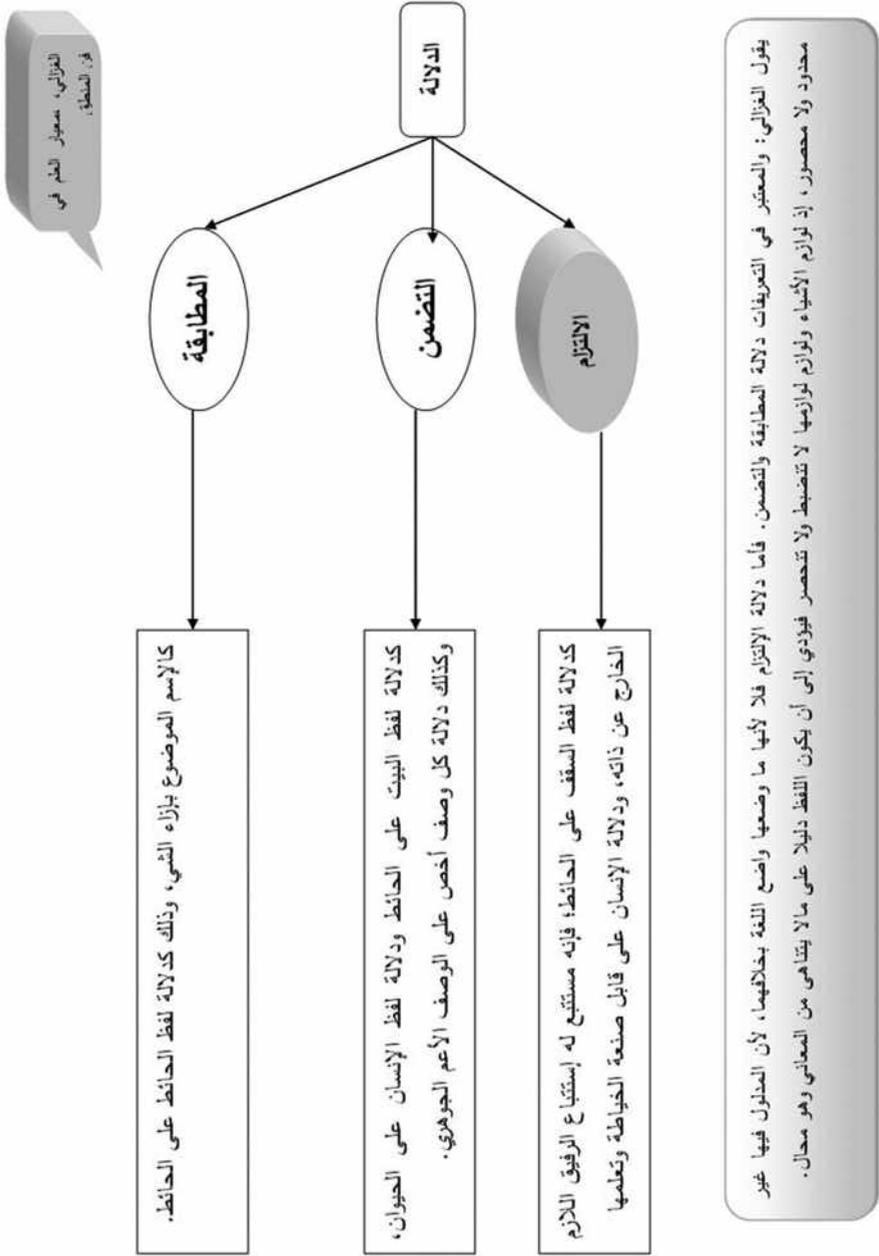 الغزالي، معيار العلم في
فن المنطق.
الدلالة
المطابقة
كالإسم الموضوع بإزاء الشي، وذلك كدلالة لفظ الحائط على الحائط.
التضمن
كدلالة لفظ البيت على الحائط ودلالة لفظ الإنسان على الحيوان،
وكذلك دلالة كل وصف أخص على الوصف الأعم الجوهري.
الالتزام
كدلالة لفظ السقف على الحائط؛ فإنه مستتبع له إستتباع الرفيق اللازم
الخارج عن ذاته، ودلالة الإنسان على قابل صنعة الخياطة وتعلمها
يقول الغزالي: والمعتبر في التعريفات دلالة المطابقة والتضمن. فأما دلالة الإلتزام فلا لأنها ما وضعها واضع اللغة بخلافهما، لأن المدلول فيها غير
محدود ولا محصور، إذ لوازم الأشياء ولوازم لوازمها لا تنضبط ولا تنحصر فيؤدي إلى أن يكون اللفظ دليلا على مالا يتناهى من المعاني وهو محال.